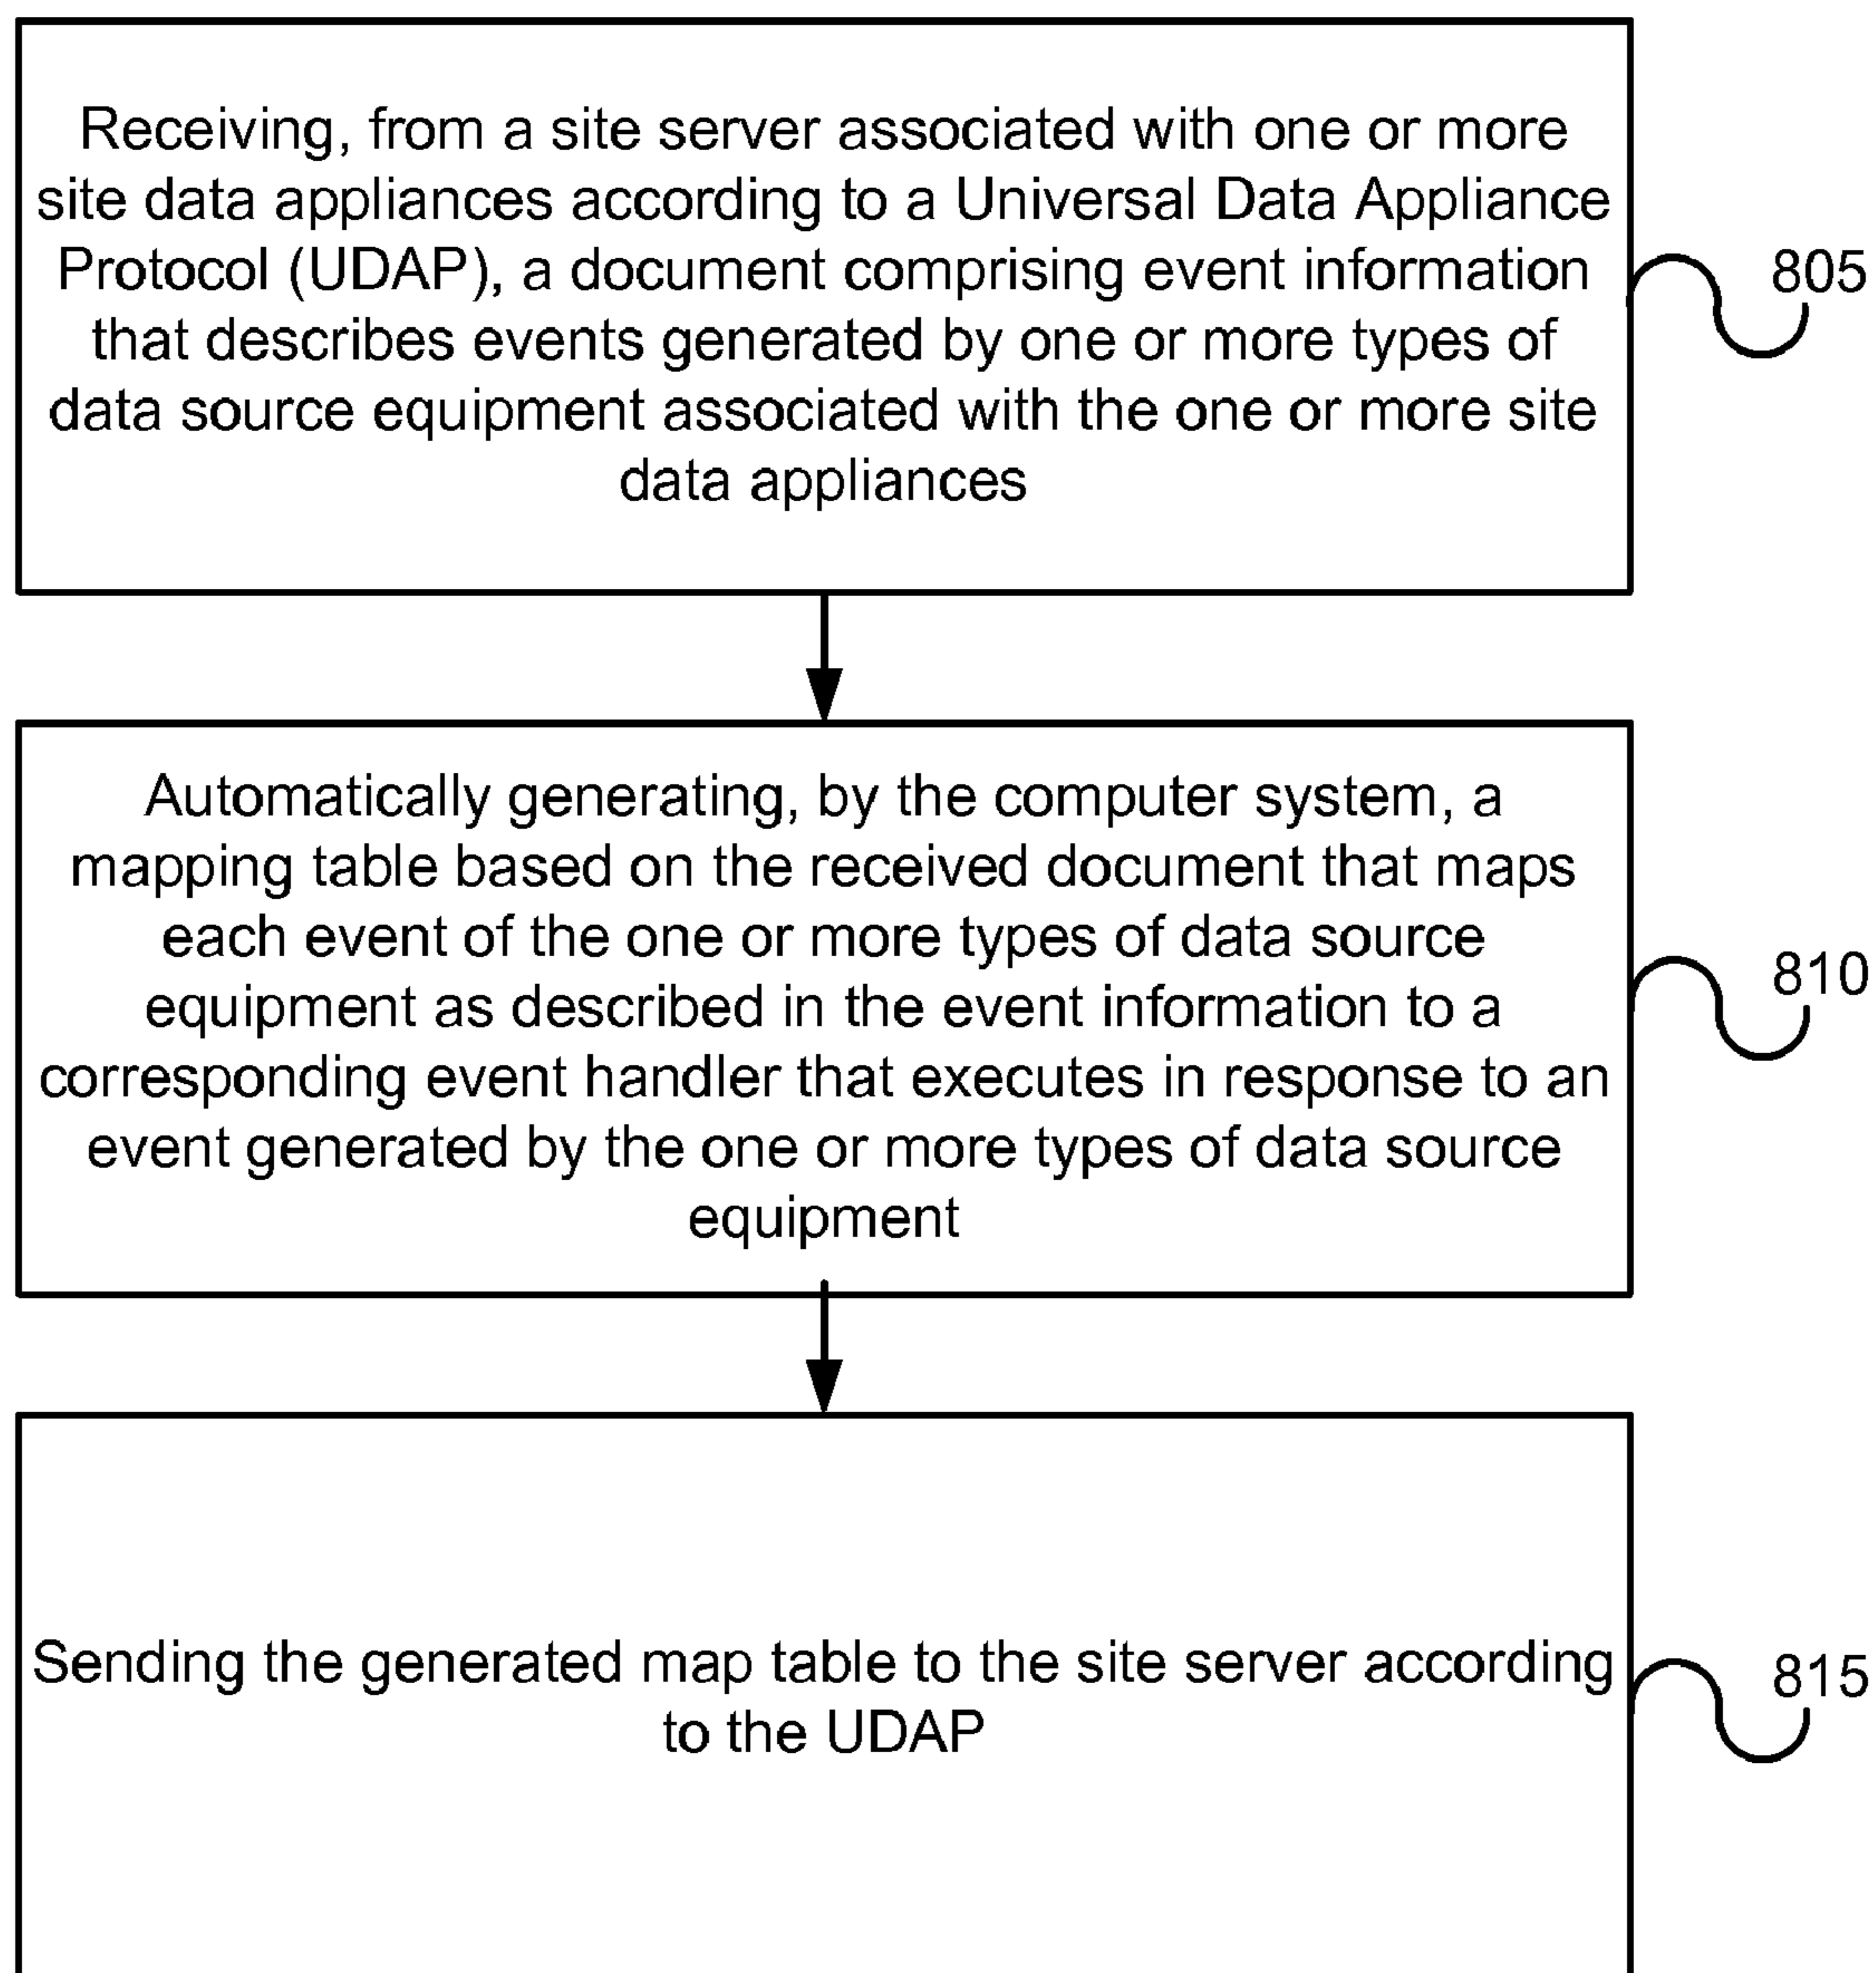 Receiving, from a site server associated with one or more
site data appliances according to a Universal Data Appliance
Protocol (UDAP), a document comprising event information
that describes events generated by one or more types of
data source equipment associated with the one or more site
data appliances
805
Automatically generating, by the computer system, a
mapping table based on the received document that maps
each event of the one or more types of data source
equipment as described in the event information to a
corresponding event handler that executes in response to an
event generated by the one or more types of data source
equipment
810
Sending the generated map table to the site server according
to the UDAP
815